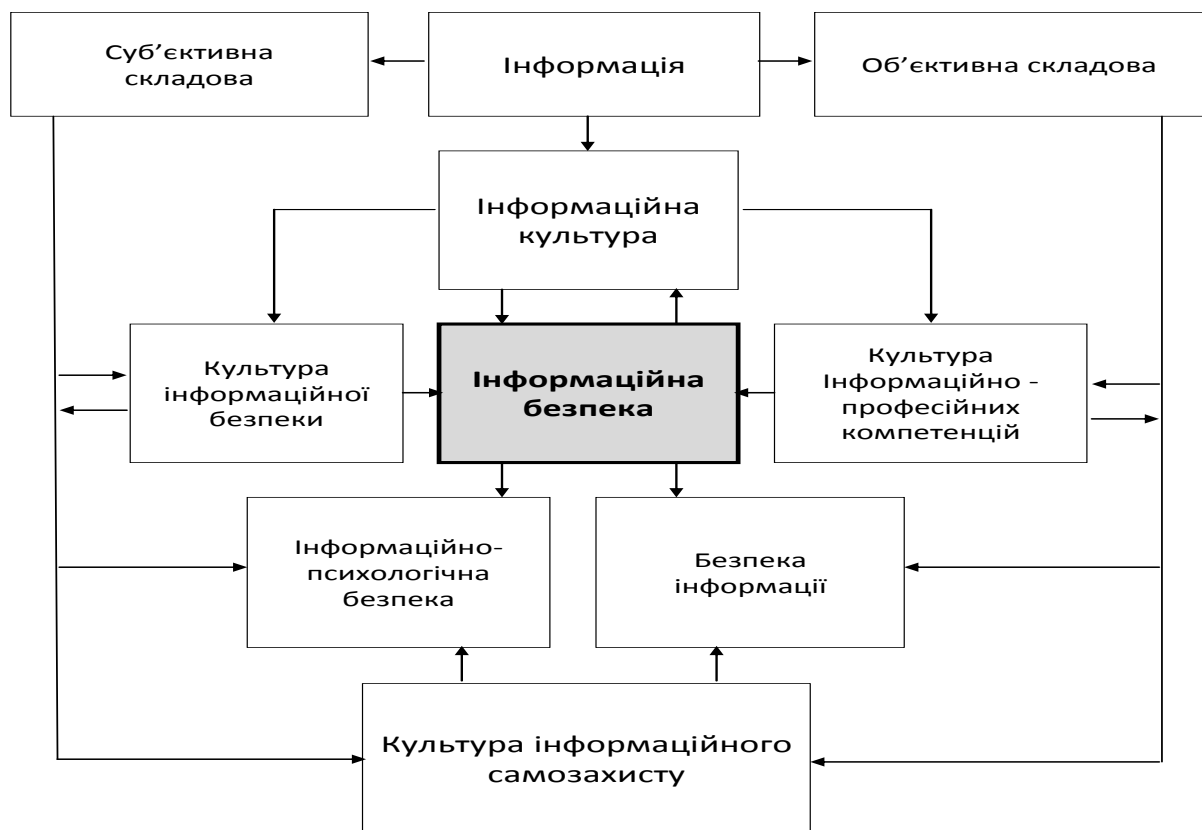 Суб’єктивна
складова
Інформація
Об’єктивна складова
Інформаційна
культура
Культура
інформаційної
безпеки
Інформаційна
безпека
Культура
Інформаційно -
професійних
компетенцій
Інформаційно-
психологічна
безпека
Безпека
інформації
Культура інформаційного
самозахисту